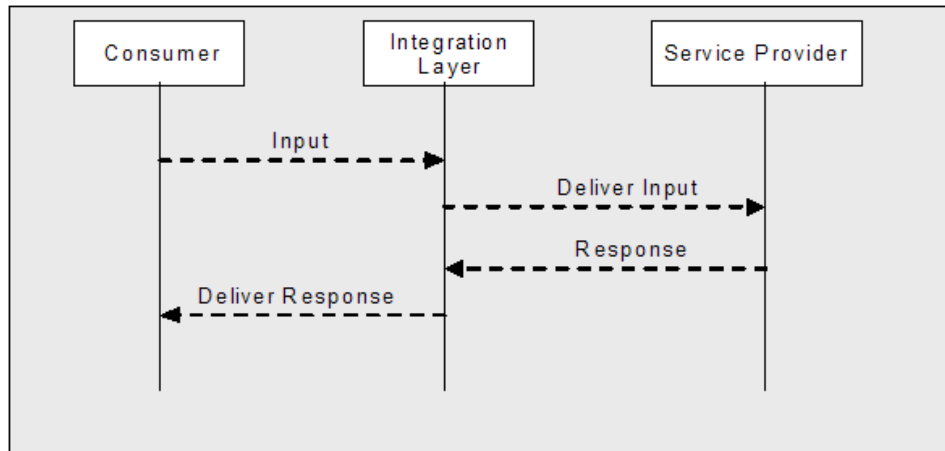 Consumer
Integration
Layer
Service Provider
Input
Deliver Input
Response
Deliver Response